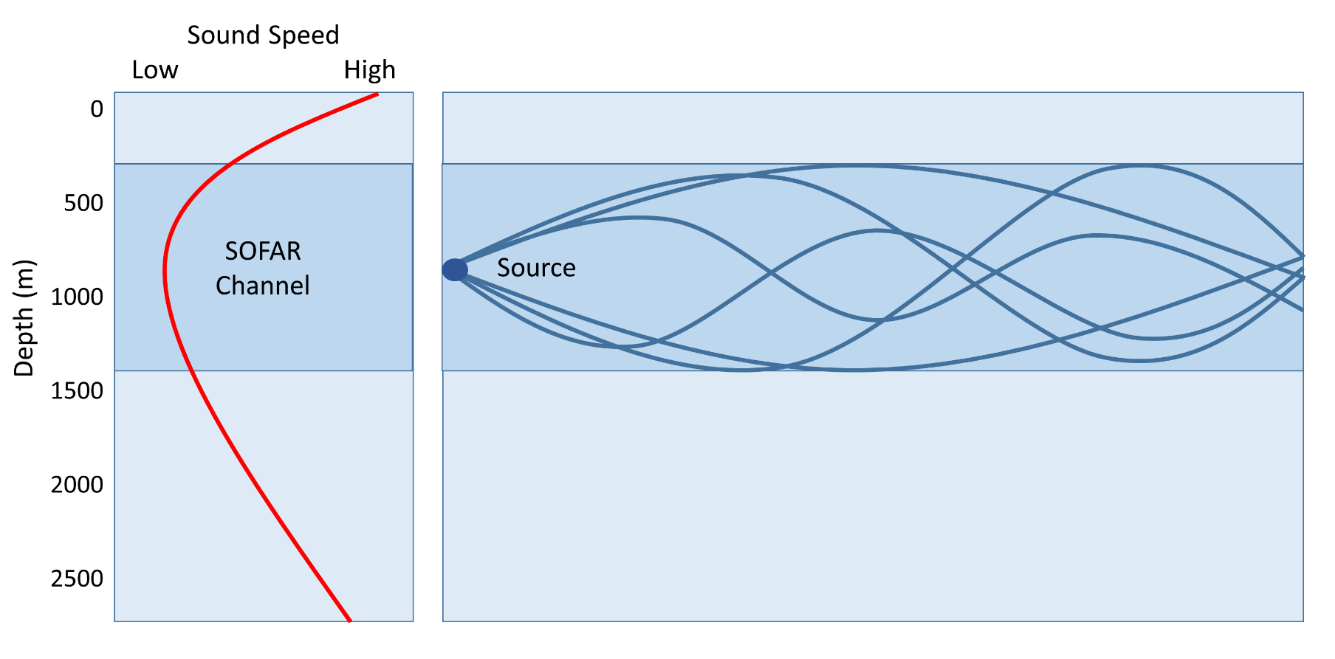 Sound Speed
Low High
0
500
1000
1500
2000
2500
Depth (m)
SOFAR
Channel
Source